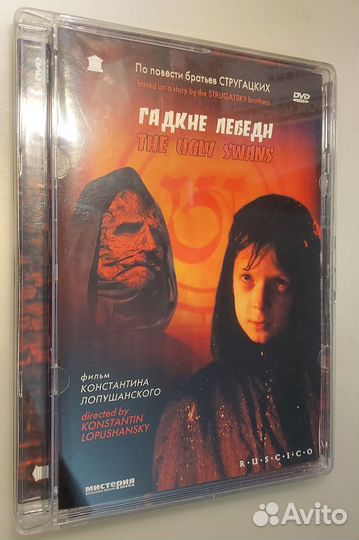 По повести братьев СТРУГАЦКИХ
based on a story by the STRUGATSKY brothers
DVD
ГАДКИЕ ЛЕБЕДИ
THE UGLY SWANS
фильм
КОНСТАНТИНА
ЛОПУШАНСКОГО
directed by
KONSTANTIN
LOPUSHANSKY
мистерия
R·U·S·C·I·C·O
Avito